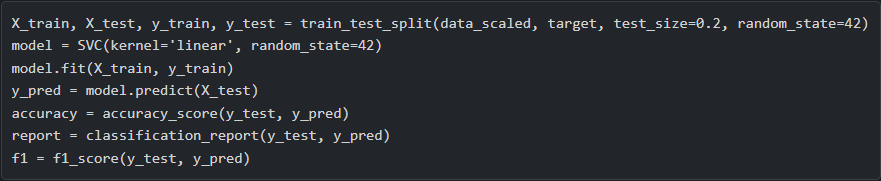 X_train, X_test, y_train, y_test = train_test_split(data_scaled, target, test_size=0.2, random_state=42)
model = SVC(kernel='linear', random_state=42)
model.fit(X_train, y_train)
y_pred = model.predict(X_test)
accuracy = accuracy_score(y_test, y_pred)
report = classification_report(y_test, y_pred)
f1 = f1_score(y_test, y_pred)